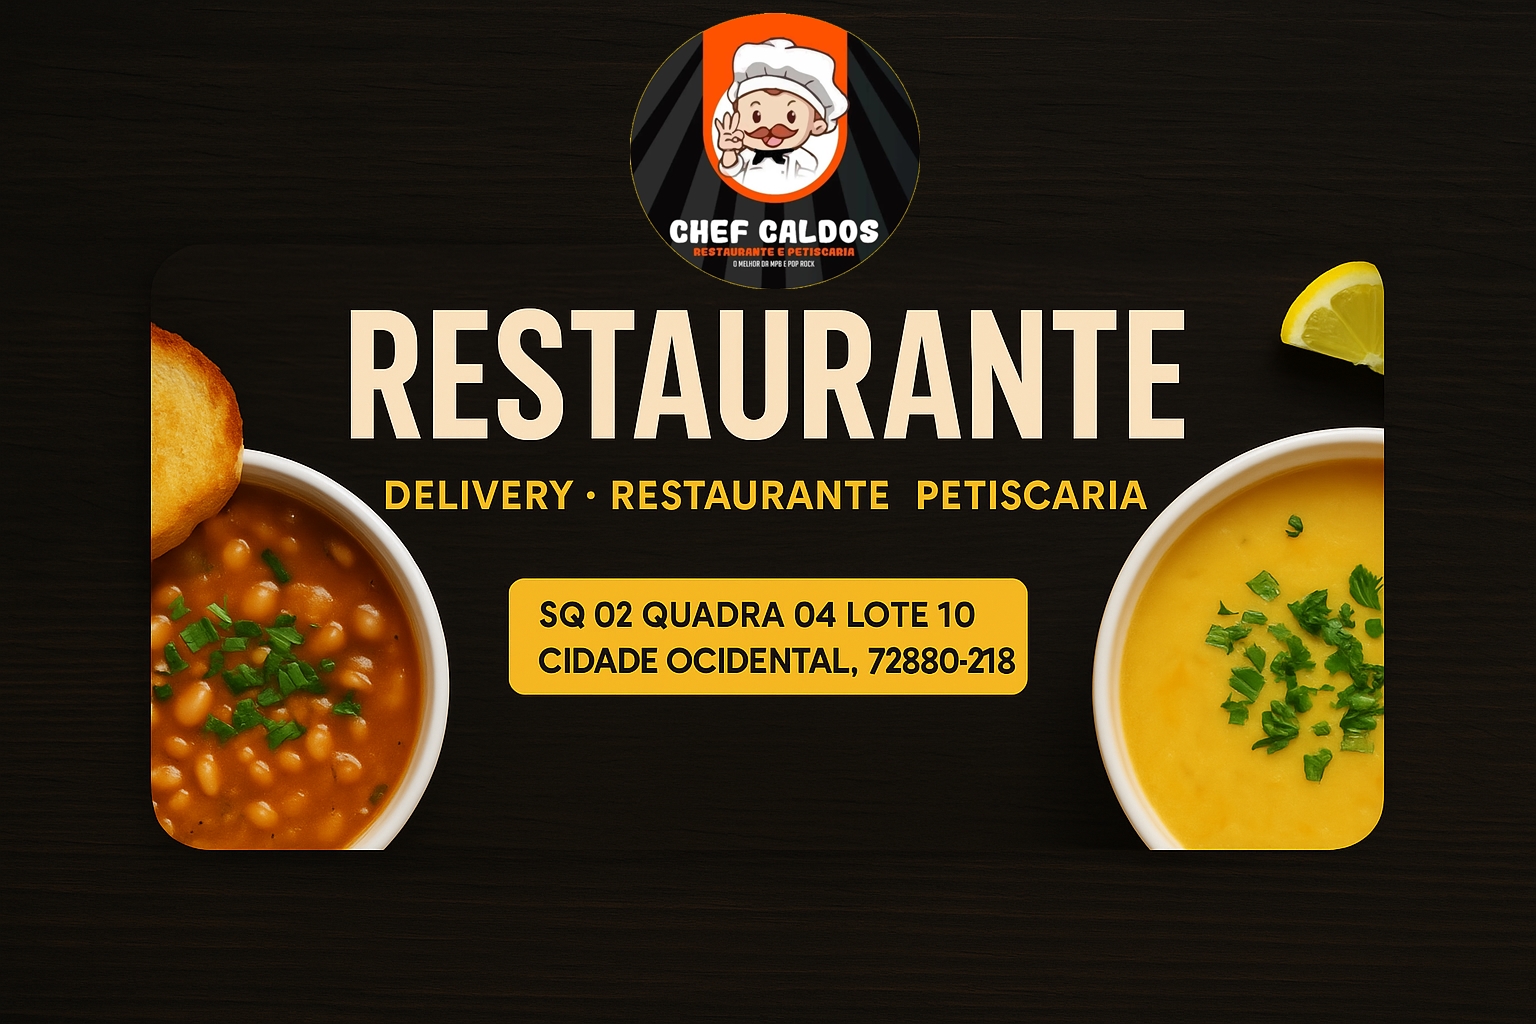 CHEF CALDOS
RESTAURANTE E PETISCARIA
O MELHOR DA MPB E POP ROCK
RESTAURANTE
DELIVERY · RESTAURANTE PETISCARIA
SQ 02 QUADRA 04 LOTE 10
CIDADE OCIDENTAL, 72880-218